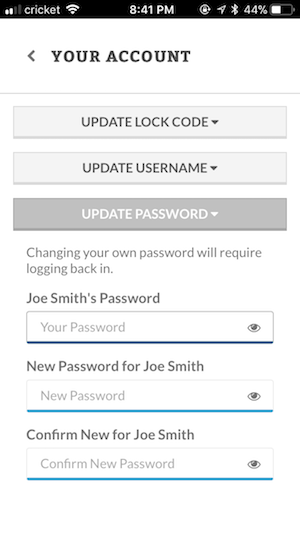 cricket 8:41 PM 44%
YOUR ACCOUNT
UPDATE LOCK CODE
UPDATE USERNAME
UPDATE PASSWORD
Changing your own password will require
logging back in.
Joe Smith's Password
Your Password
New Password for Joe Smith
New Password
Confirm New for Joe Smith
Confirm New Password